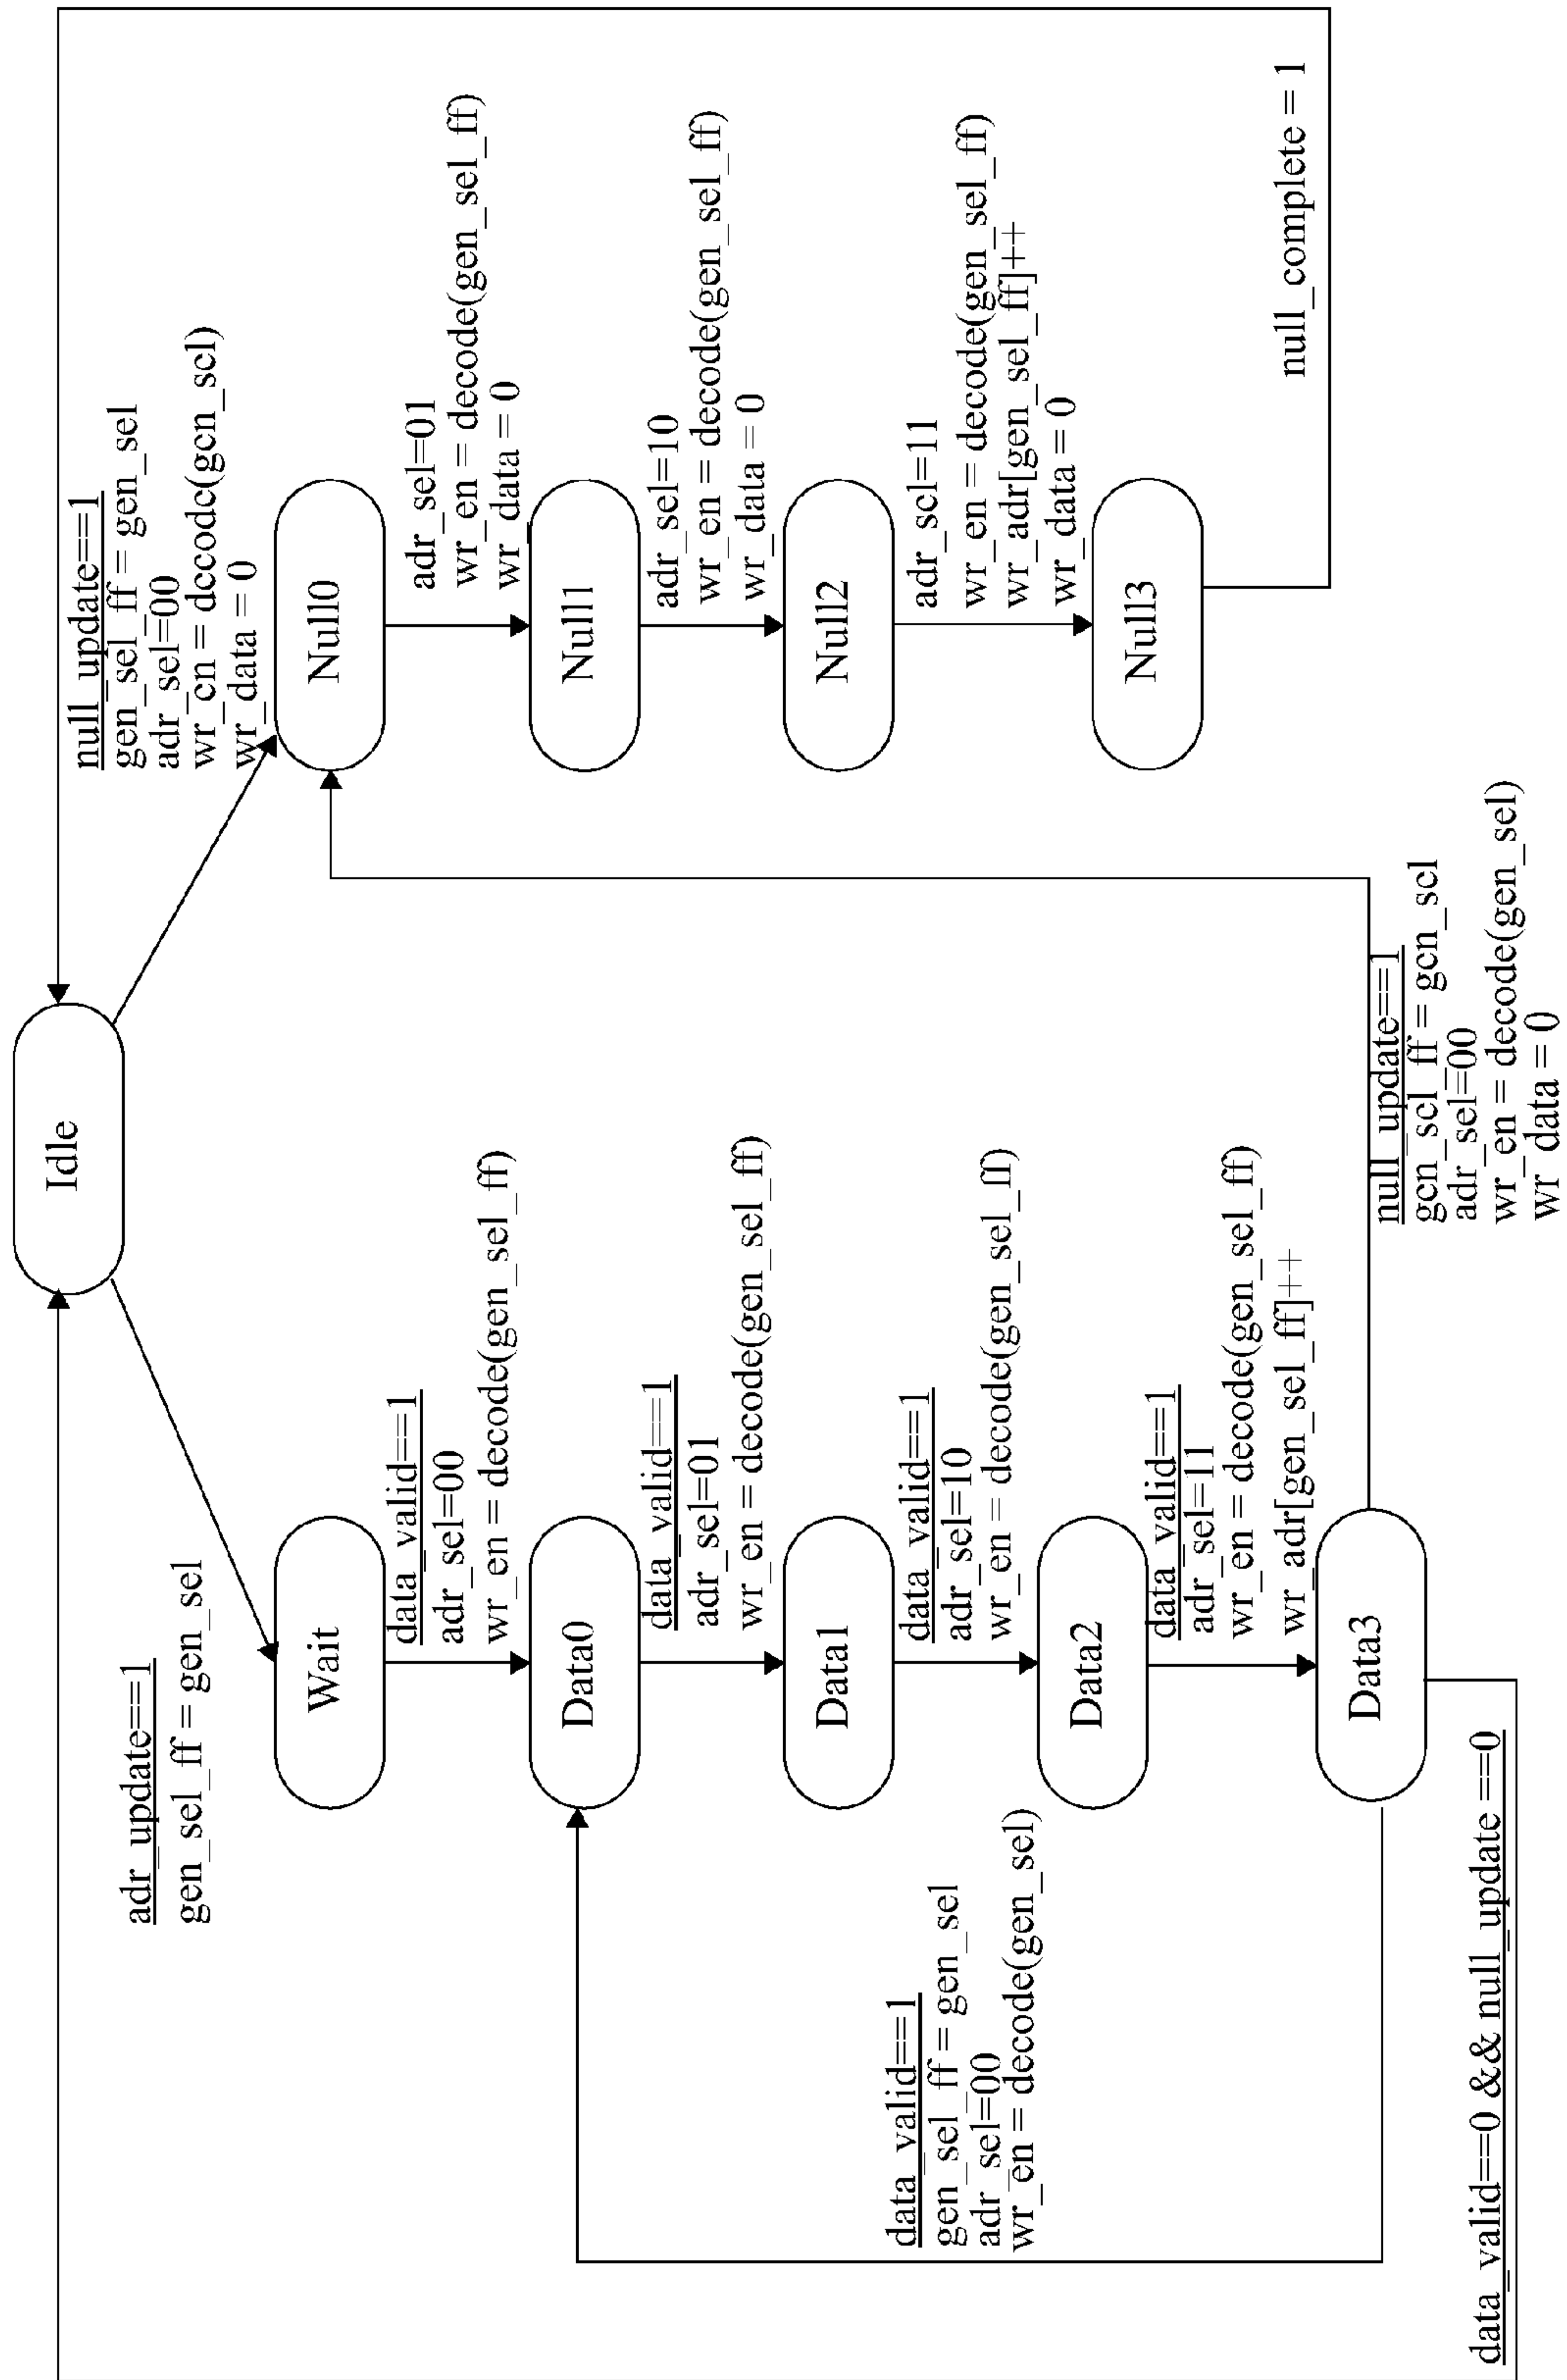 Idle
adr_update==1
gen_sel_ff = gen_sel
null_update==1
gen_sel_ff = gen_sel
adr_sel=00
wr_en = decode(gen_sel)
wr_data = 0
Wait
Null0
data_valid==1
adr_sel=00
wr_en = decode(gen_sel_ff)
adr_sel=01
wr_en = decode(gen_sel_ff)
wr_data = 0
Data0
Null1
data_valid==1
adr_sel=01
wr_en = decode(gen_sel_ff)
adr_sel=10
wr_en = decode(gen_sel_ff)
wr_data = 0
Data1
Null2
data_valid==1
gen_sel_ff = gen_sel
adr_sel=00
wr_en = decode(gen_sel)
data_valid==1
adr_sel=10
wr_en = decode(gen_sel_ff)
adr_sel=11
wr_en = decode(gen_sel_ff)
wr_adr[gen_sel_ff]++
wr_data = 0
Data2
Null3
data_valid==1
adr_sel=11
wr_en = decode(gen_sel_ff)
wr_adr[gen_sel_ff]++
null_complete = 1
Data3
null_update==1
gen_sel_ff = gen_sel
adr_sel=00
wr_en = decode(gen_sel)
wr_data = 0
data_valid==0 && null_update ==0